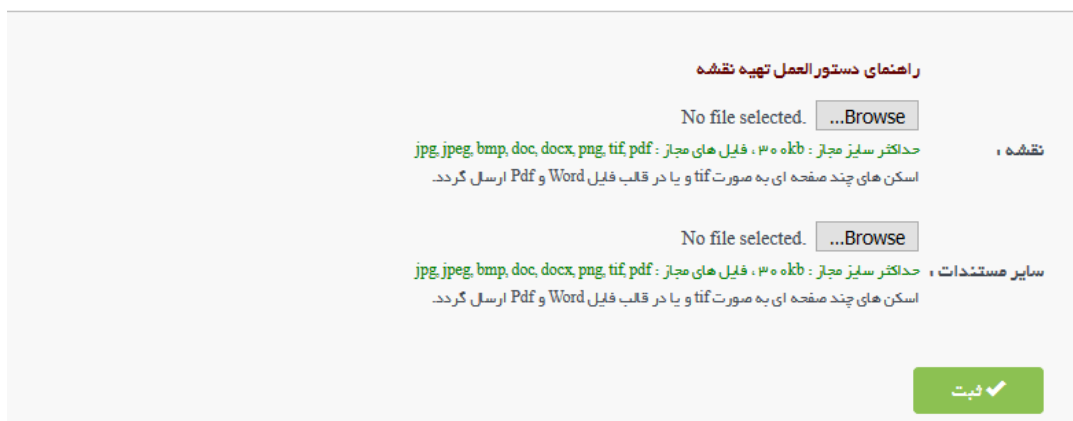 راهنمای دستورالعمل تهیه نقشه
Browse... No file selected.
نقشه :
حداکثر سایز مجاز : ۳۰۰kb ، فایل های مجاز : jpg, jpeg, bmp, doc, docx, png, tif, pdf
اسکن های چند صفحه ای به صورت tif و یا در قالب فایل Word و Pdf ارسال گردد.
Browse... No file selected.
سایر مستندات :
حداکثر سایز مجاز : ۳۰۰kb ، فایل های مجاز : jpg, jpeg, bmp, doc, docx, png, tif, pdf
اسکن های چند صفحه ای به صورت tif و یا در قالب فایل Word و Pdf ارسال گردد.
ثبت